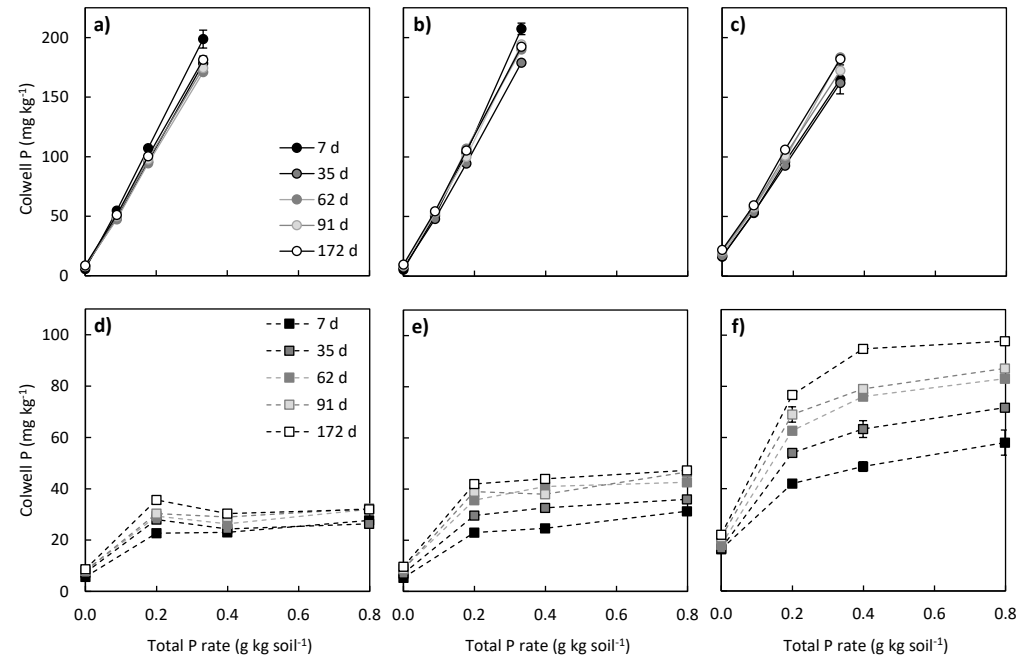 a)
b)
c)
200
150
100
50
0
Colwell P (mg kg⁻¹)
7 d
35 d
62 d
91 d
172 d
d)
e)
f)
100
80
60
40
20
0
Colwell P (mg kg⁻¹)
7 d
35 d
62 d
91 d
172 d
0.0 0.2 0.4 0.6 0.8
0.0 0.2 0.4 0.6 0.8
0.0 0.2 0.4 0.6 0.8
Total P rate (g kg soil⁻¹)
Total P rate (g kg soil⁻¹)
Total P rate (g kg soil⁻¹)